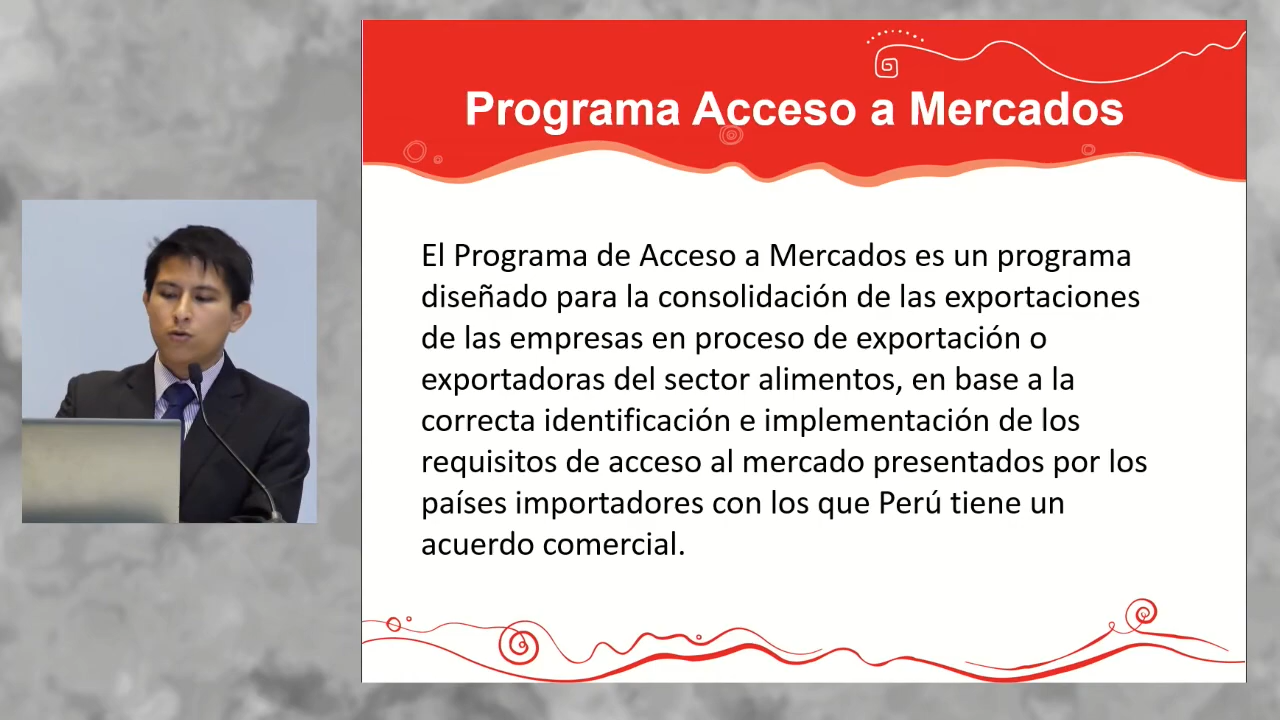 Programa Acceso a Mercados
El Programa de Acceso a Mercados es un programa
diseñado para la consolidación de las exportaciones
de las empresas en proceso de exportación o
exportadoras del sector alimentos, en base a la
correcta identificación e implementación de los
requisitos de acceso al mercado presentados por los
países importadores con los que Perú tiene un
acuerdo comercial.